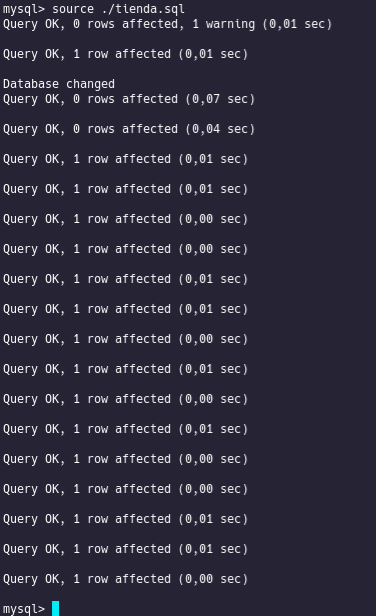 mysql> source ./tienda.sql
Query OK, 0 rows affected, 1 warning (0,01 sec)
Query OK, 1 row affected (0,01 sec)
Database changed
Query OK, 0 rows affected (0,07 sec)
Query OK, 0 rows affected (0,04 sec)
Query OK, 1 row affected (0,01 sec)
Query OK, 1 row affected (0,01 sec)
Query OK, 1 row affected (0,00 sec)
Query OK, 1 row affected (0,00 sec)
Query OK, 1 row affected (0,01 sec)
Query OK, 1 row affected (0,01 sec)
Query OK, 1 row affected (0,00 sec)
Query OK, 1 row affected (0,01 sec)
Query OK, 1 row affected (0,00 sec)
Query OK, 1 row affected (0,01 sec)
Query OK, 1 row affected (0,00 sec)
Query OK, 1 row affected (0,00 sec)
Query OK, 1 row affected (0,01 sec)
Query OK, 1 row affected (0,01 sec)
Query OK, 1 row affected (0,00 sec)
mysql>